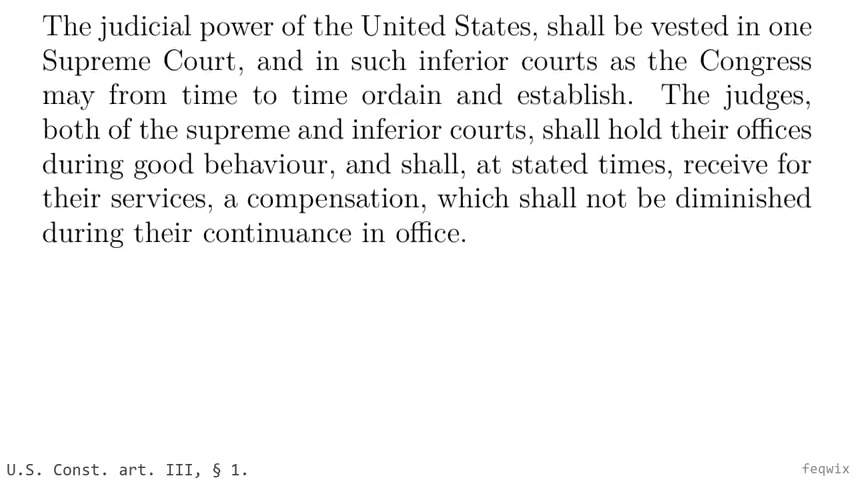 The judicial power of the United States, shall be vested in one
Supreme Court, and in such inferior courts as the Congress
may from time to time ordain and establish. The judges,
both of the supreme and inferior courts, shall hold their offices
during good behaviour, and shall, at stated times, receive for
their services, a compensation, which shall not be diminished
during their continuance in office.
U.S. Const. art. III, § 1.
feqwix